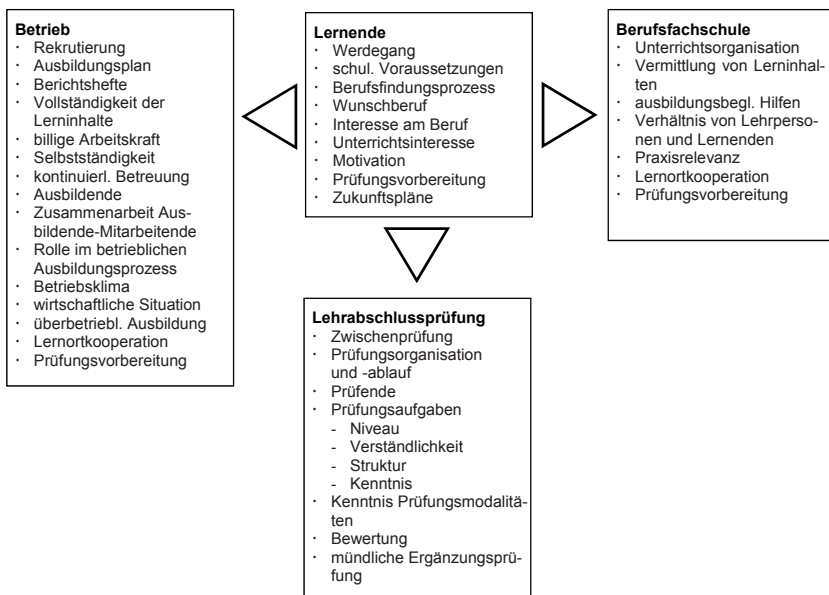 Betrieb
· Rekrutierung
· Ausbildungsplan
· Berichtshefte
· Vollständigkeit der
Lerninhalte
· billige Arbeitskraft
· Selbstständigkeit
· kontinuierl. Betreuung
· Ausbildende
· Zusammenarbeit Aus-
bildende-Mitarbeitende
· Rolle im betrieblichen
Ausbildungsprozess
· Betriebsklima
· wirtschaftliche Situation
· überbetriebl. Ausbildung
· Lernortkooperation
· Prüfungsvorbereitung
Lernende
· Werdegang
· schul. Voraussetzungen
· Berufsfindungsprozess
· Wunschberuf
· Interesse am Beruf
· Unterrichtsinteresse
· Motivation
· Prüfungsvorbereitung
· Zukunftspläne
Berufsfachschule
· Unterrichtsorganisation
· Vermittlung von Lerninhal-
ten
· ausbildungsbegl. Hilfen
· Verhältnis von Lehrperso-
nen und Lernenden
· Praxisrelevanz
· Lernortkooperation
· Prüfungsvorbereitung
Lehrabschlussprüfung
· Zwischenprüfung
· Prüfungsorganisation
und -ablauf
· Prüfende
· Prüfungsaufgaben
- Niveau
- Verständlichkeit
- Struktur
- Kenntnis
· Kenntnis Prüfungsmodalitä-
ten
· Bewertung
· mündliche Ergänzungsprü-
fung